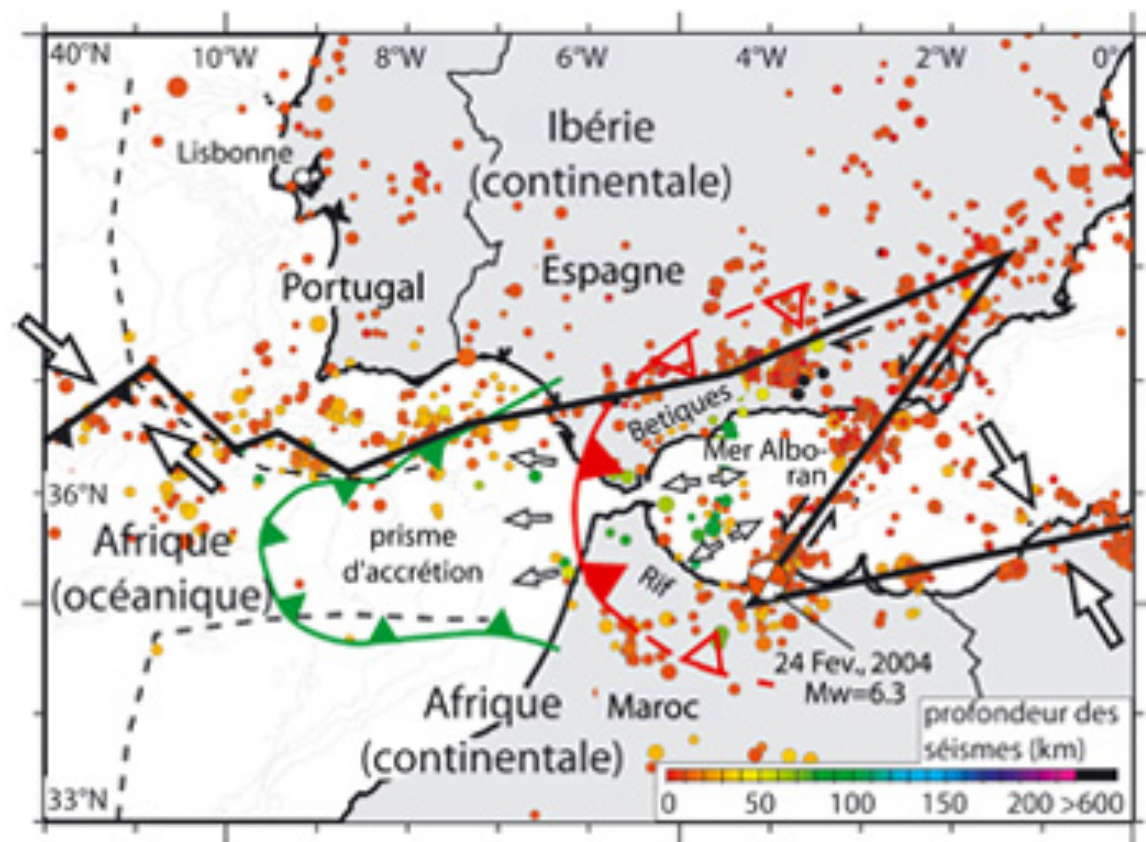 40°N 10°W 8°W 6°W 4°W 2°W 0°
Lisbonne
Ibérie
(continentale)
Portugal
Espagne
Bétiques
Mer Albo-
ran
36°N
Afrique
(océanique)
prisme
d'accrétion
Rif
24 Fev., 2004
Mw=6.3
Afrique
(continentale)
Maroc
profondeur des
séismes (km)
0 50 100 150 200 >600
33°N